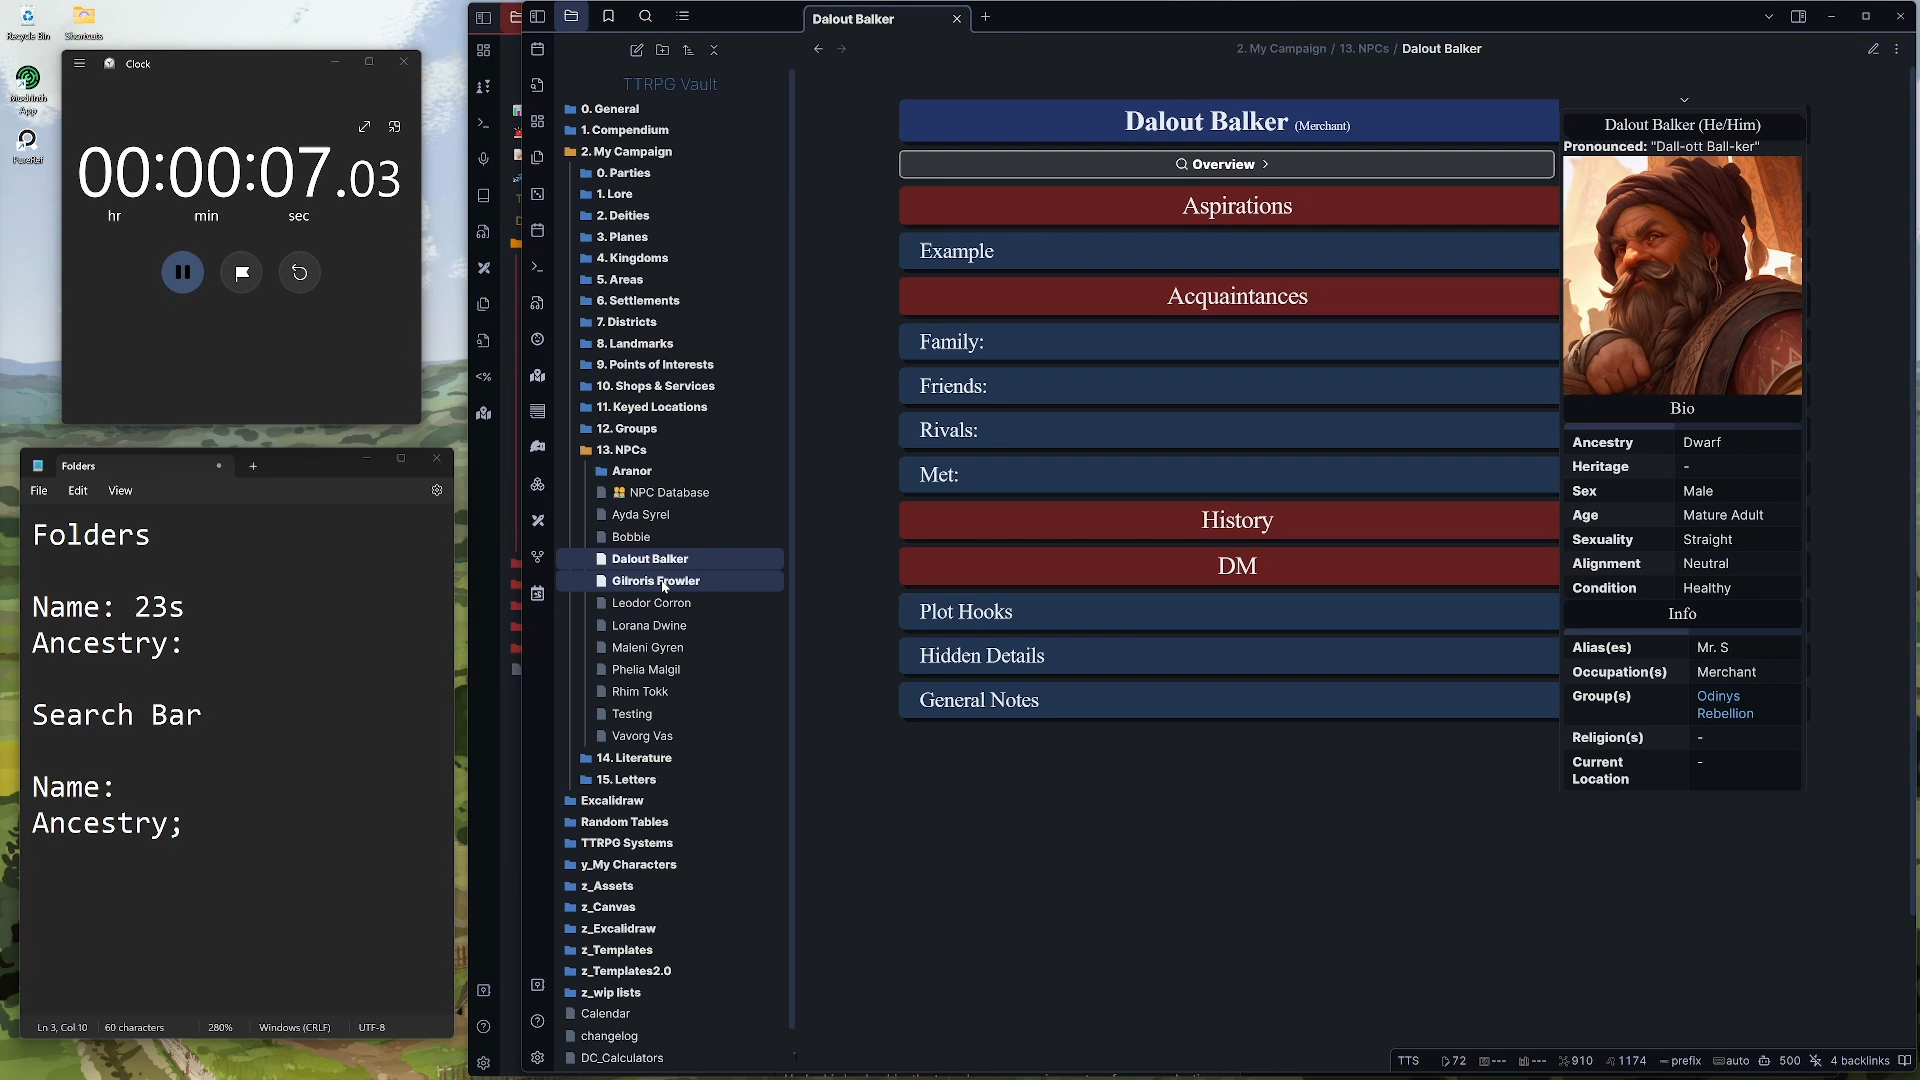 Recycle Bin
Shortcuts
Modrinth App
PureRef
Clock
00:00:07.03
hr min sec
Folders
File Edit View
Folders
Name: 23s
Ancestry:
Search Bar
Name:
Ancestry;
Ln 3, Col 10 60 characters 280% Windows (CRLF) UTF-8
TTRPG Vault
0. General
1. Compendium
2. My Campaign
0. Parties
1. Lore
2. Deities
3. Planes
4. Kingdoms
5. Areas
6. Settlements
7. Districts
8. Landmarks
9. Points of Interests
10. Shops & Services
11. Keyed Locations
12. Groups
13. NPCs
Aranor
NPC Database
Ayda Syrel
Bobbie
Dalout Balker
Gilroris Frowler
Leodor Corron
Lorana Dwine
Maleni Gyren
Phelia Malgil
Rhim Tokk
Testing
Vavorg Vas
14. Literature
15. Letters
Excalidraw
Random Tables
TTRPG Systems
y_My Characters
z_Assets
z_Canvas
z_Excalidraw
z_Templates
z_Templates2.0
z_wip lists
Calendar
changelog
DC_Calculators
Dalout Balker
2. My Campaign / 13. NPCs / Dalout Balker
Dalout Balker (Merchant)
Overview
Aspirations
Example
Acquaintances
Family:
Friends:
Rivals:
Met:
History
DM
Plot Hooks
Hidden Details
General Notes
Dalout Balker (He/Him)
Pronounced: "Dall-ott Ball-ker"
Bio
Ancestry Dwarf
Heritage -
Sex Male
Age Mature Adult
Sexuality Straight
Alignment Neutral
Condition Healthy
Info
Alias(es) Mr. S
Occupation(s) Merchant
Group(s) Odinys Rebellion
Religion(s) -
Current Location -
TTS 72 --- --- 910 1174 prefix auto 500 4 backlinks